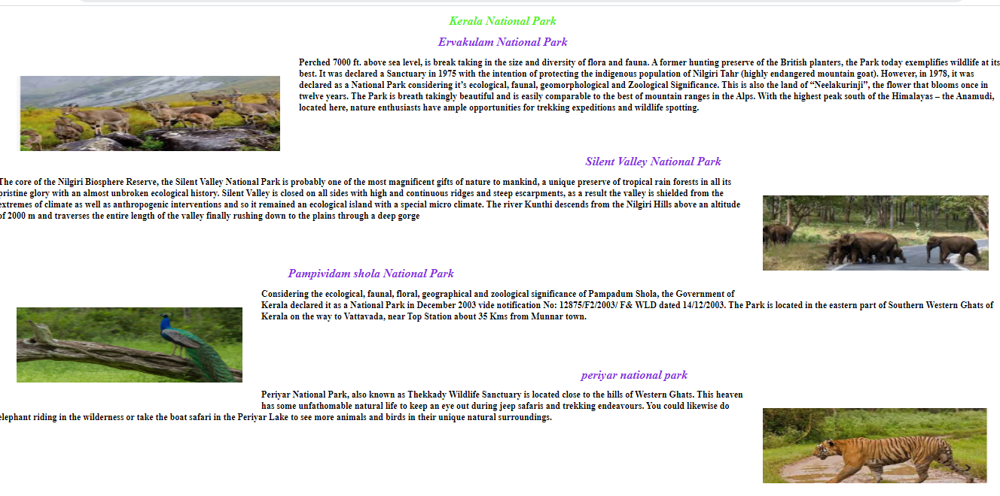 Kerala National Park
Ervakulam National Park
Perched 7000 ft. above sea level, is break taking in the size and diversity of flora and fauna. A former hunting preserve of the British planters, the Park today exemplifies wildlife at its
best. It was declared a Sanctuary in 1975 with the intention of protecting the indigenous population of Nilgiri Tahr (highly endangered mountain goat). However, in 1978, it was
declared as a National Park considering it’s ecological, faunal, geomorphological and Zoological Significance. This is also the land of “Neelakurinji”, the flower that blooms once in
twelve years. The Park is breath takingly beautiful and is easily comparable to the best of mountain ranges in the Alps. With the highest peak south of the Himalayas – the Anamudi,
located here, nature enthusiasts have ample opportunities for trekking expeditions and wildlife spotting.
Silent Valley National Park
The core of the Nilgiri Biosphere Reserve, the Silent Valley National Park is probably one of the most magnificent gifts of nature to mankind, a unique preserve of tropical rain forests in all its
pristine glory with an almost unbroken ecological history. Silent Valley is closed on all sides with high and continuous ridges and steep escarpments, as a result the valley is shielded from the
extremes of climate as well as anthropogenic interventions and so it remained an ecological island with a special micro climate. The river Kunthi descends from the Nilgiri Hills above an altitude
of 2000 m and traverses the entire length of the valley finally rushing down to the plains through a deep gorge
Pampividam shola National Park
Considering the ecological, faunal, floral, geographical and zoological significance of Pampadum Shola, the Government of
Kerala declared it as a National Park in December 2003 vide notification No: 12875/F2/2003/ F& WLD dated 14/12/2003. The Park is located in the eastern part of Southern Western Ghats of
Kerala on the way to Vattavada, near Top Station about 35 Kms from Munnar town.
periyar national park
Periyar National Park, also known as Thekkady Wildlife Sanctuary is located close to the hills of Western Ghats. This heaven
has some unfathomable natural life to keep an eye out during jeep safaris and trekking endeavours. You could likewise do
elephant riding in the wilderness or take the boat safari in the Periyar Lake to see more animals and birds in their unique natural surroundings.